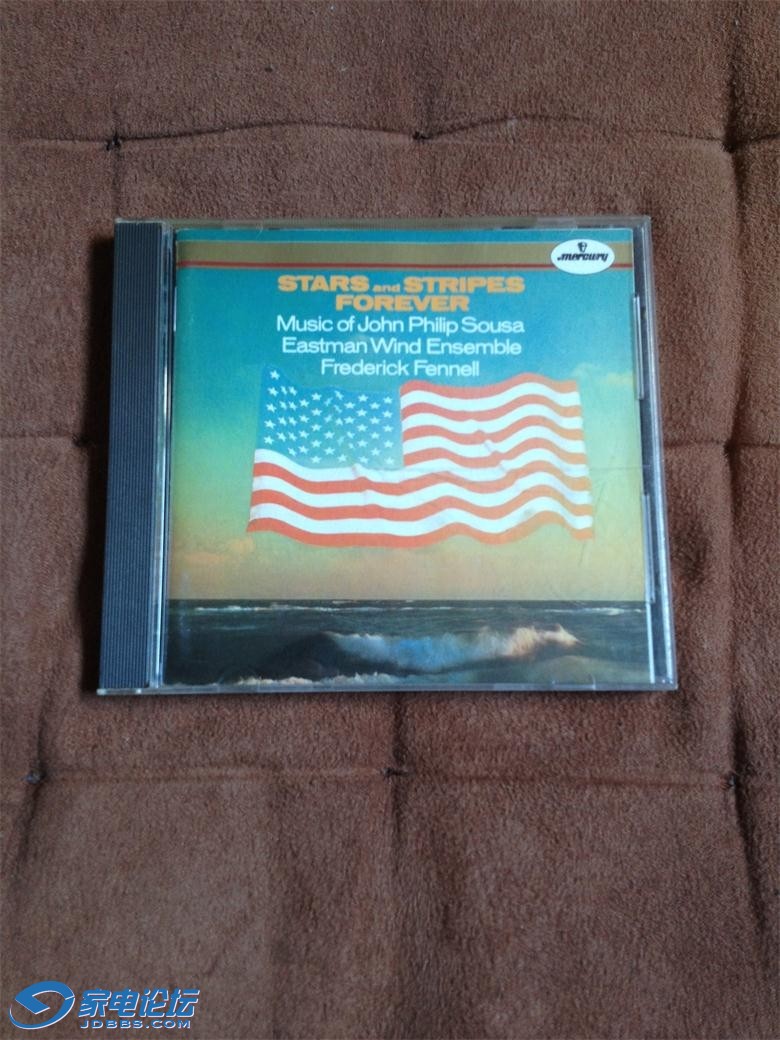 mercury
STARS and STRIPES
FOREVER
Music of John Philip Sousa
Eastman Wind Ensemble
Frederick Fennell
家电论坛
JDBBS.COM